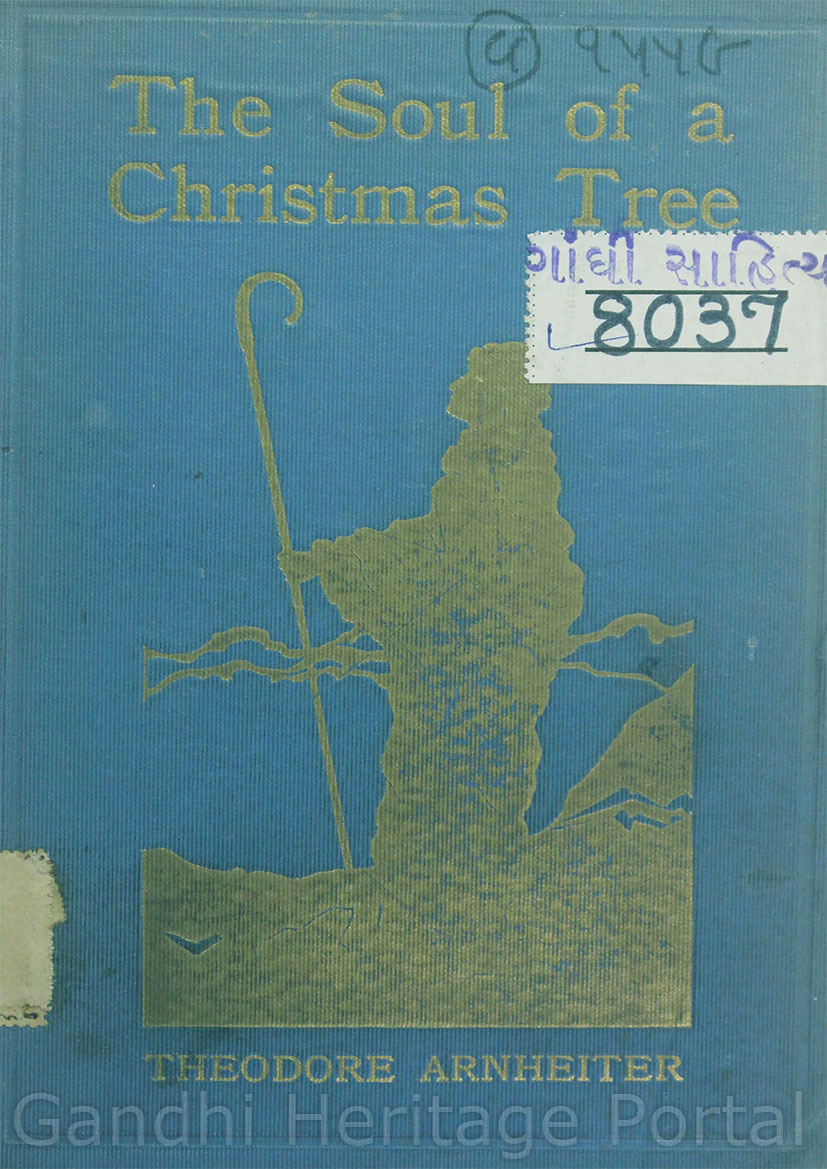 ૧૫૫૯
The Soul of a
Christmas Tree
ગાંધી સાહિત્ય
8037
THEODORE ARNHEITER
Gandhi Heritage Portal